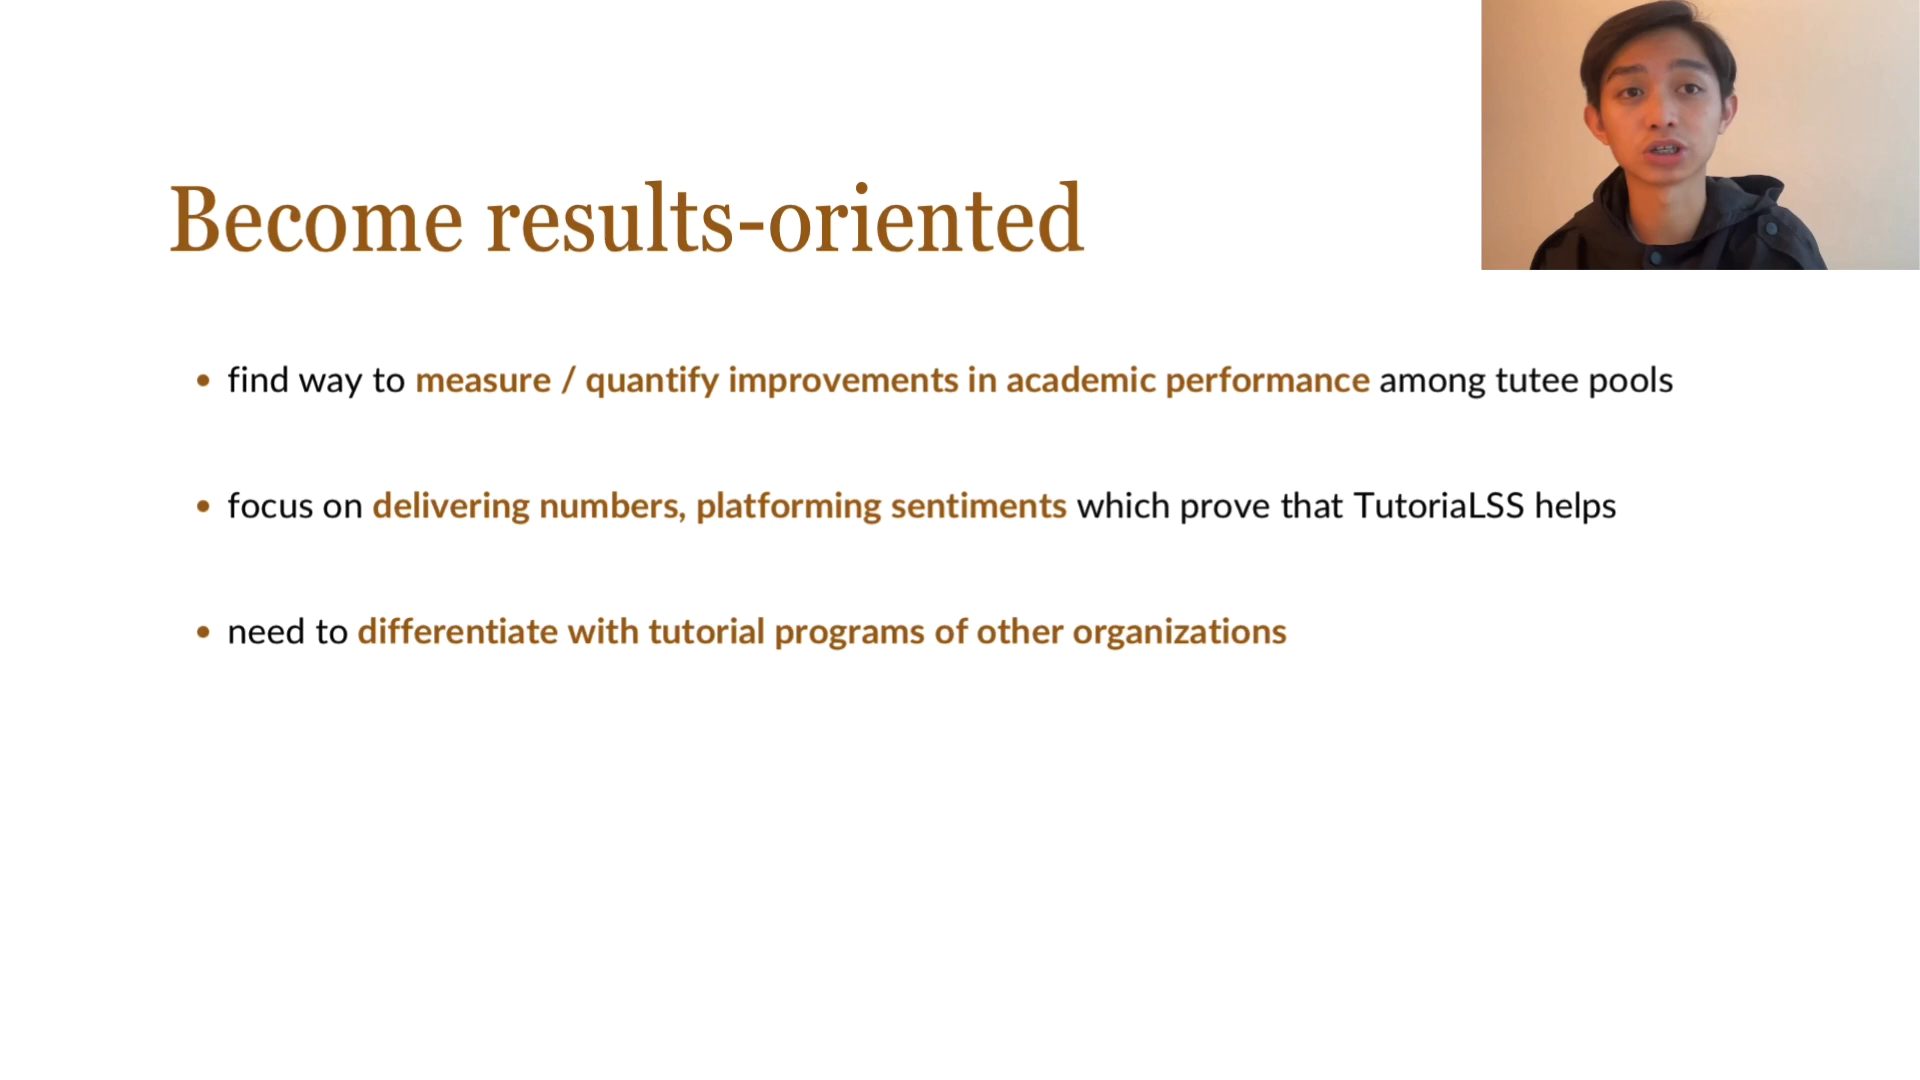 Become results-oriented
• find way to measure / quantify improvements in academic performance among tutee pools
• focus on delivering numbers, platforming sentiments which prove that TutoriaLSS helps
• need to differentiate with tutorial programs of other organizations